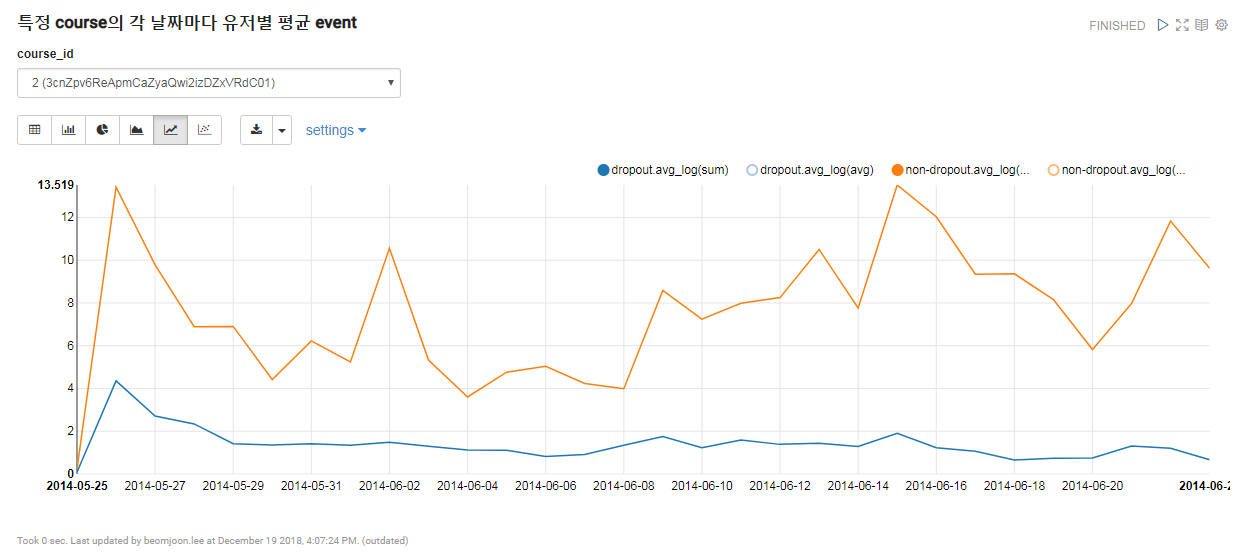 특정 course의 각 날짜마다 유저별 평균 event
FINISHED
course_id
2 (3cnZpv6ReApmCaZyaQwi2izDZxVRdC01)
settings
dropout.avg_log(sum) dropout.avg_log(avg) non-dropout.avg_log(... non-dropout.avg_log(...
13.519
12
10
8
6
4
2
0
2014-05-25 2014-05-27 2014-05-29 2014-05-31 2014-06-02 2014-06-04 2014-06-06 2014-06-08 2014-06-10 2014-06-12 2014-06-14 2014-06-16 2014-06-18 2014-06-20 2014-06-2
Took 0 sec. Last updated by beomjoon.lee at December 19 2018, 4:07:24 PM. (outdated)